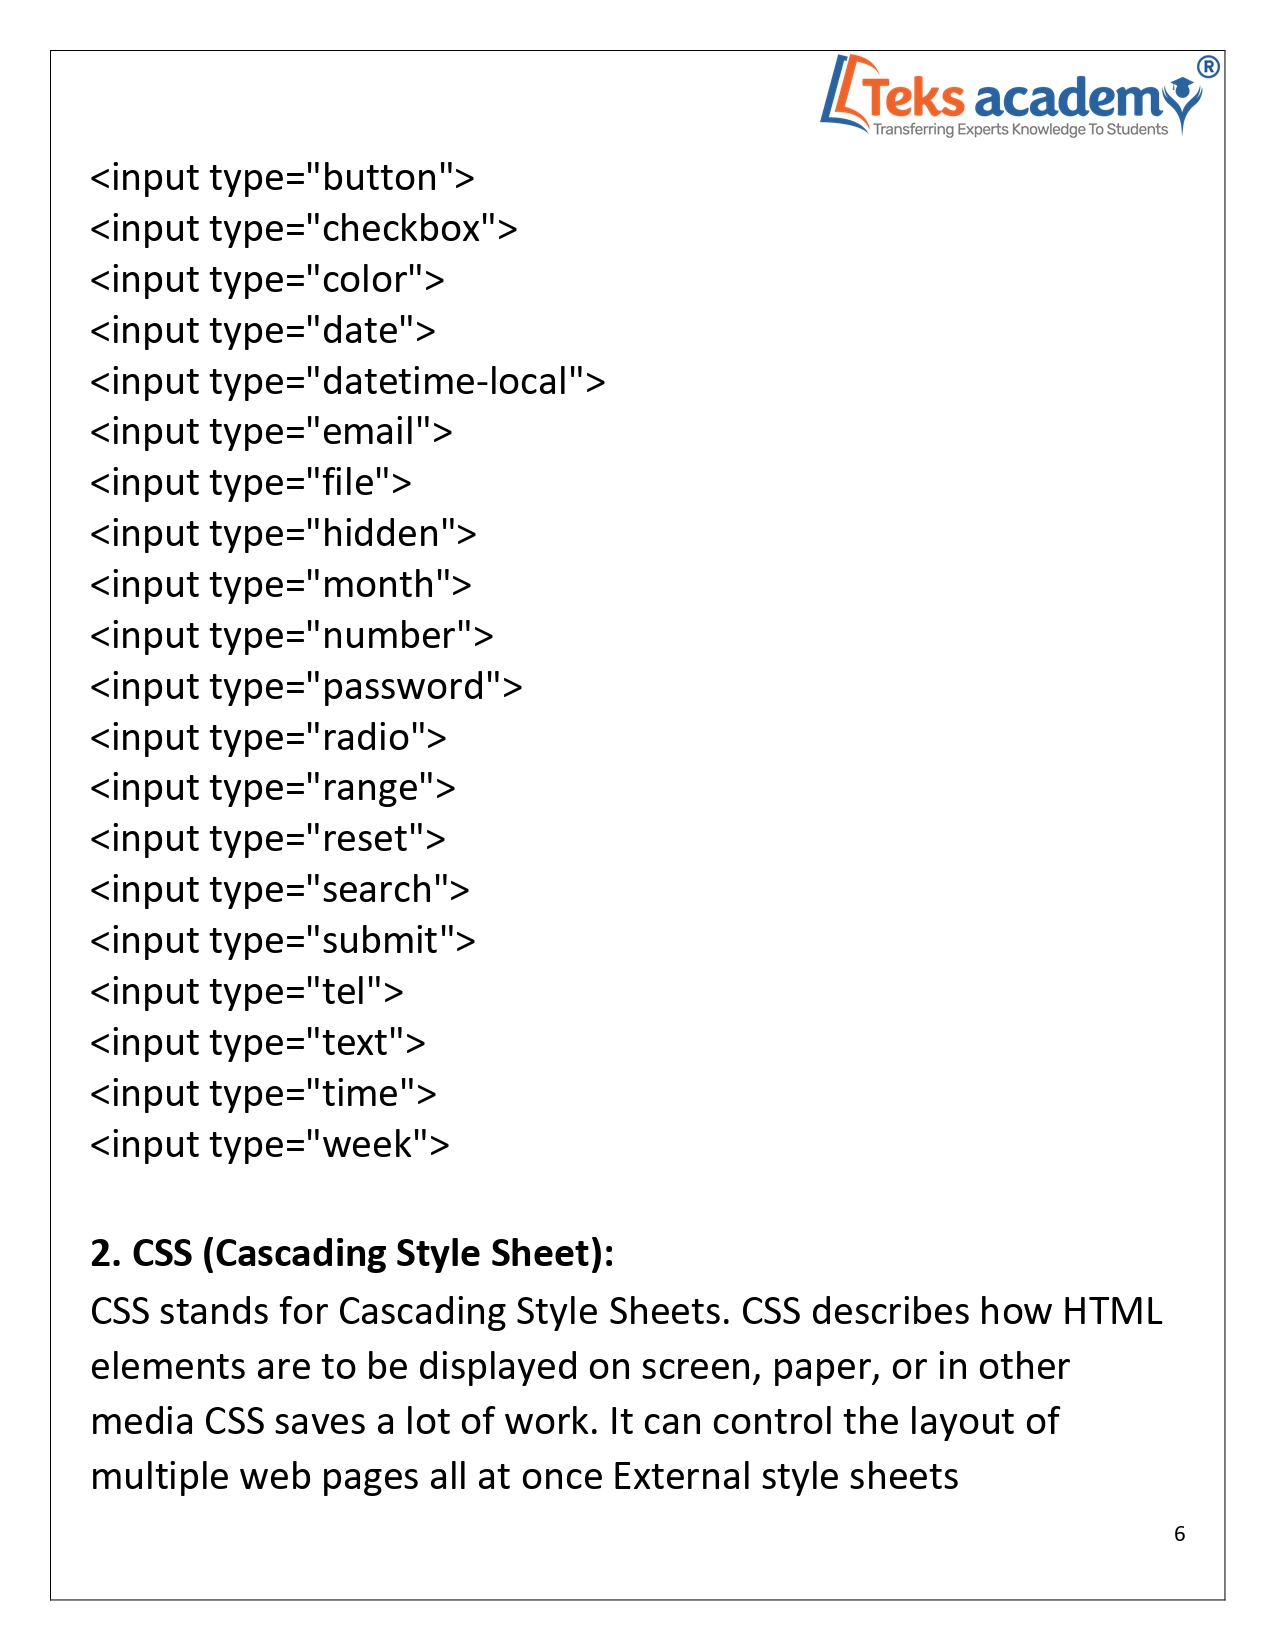 Teks academy ®
Transferring Experts Knowledge To Students
<input type="button">
<input type="checkbox">
<input type="color">
<input type="date">
<input type="datetime-local">
<input type="email">
<input type="file">
<input type="hidden">
<input type="month">
<input type="number">
<input type="password">
<input type="radio">
<input type="range">
<input type="reset">
<input type="search">
<input type="submit">
<input type="tel">
<input type="text">
<input type="time">
<input type="week">
2. CSS (Cascading Style Sheet):
CSS stands for Cascading Style Sheets. CSS describes how HTML
elements are to be displayed on screen, paper, or in other
media CSS saves a lot of work. It can control the layout of
multiple web pages all at once External style sheets
6